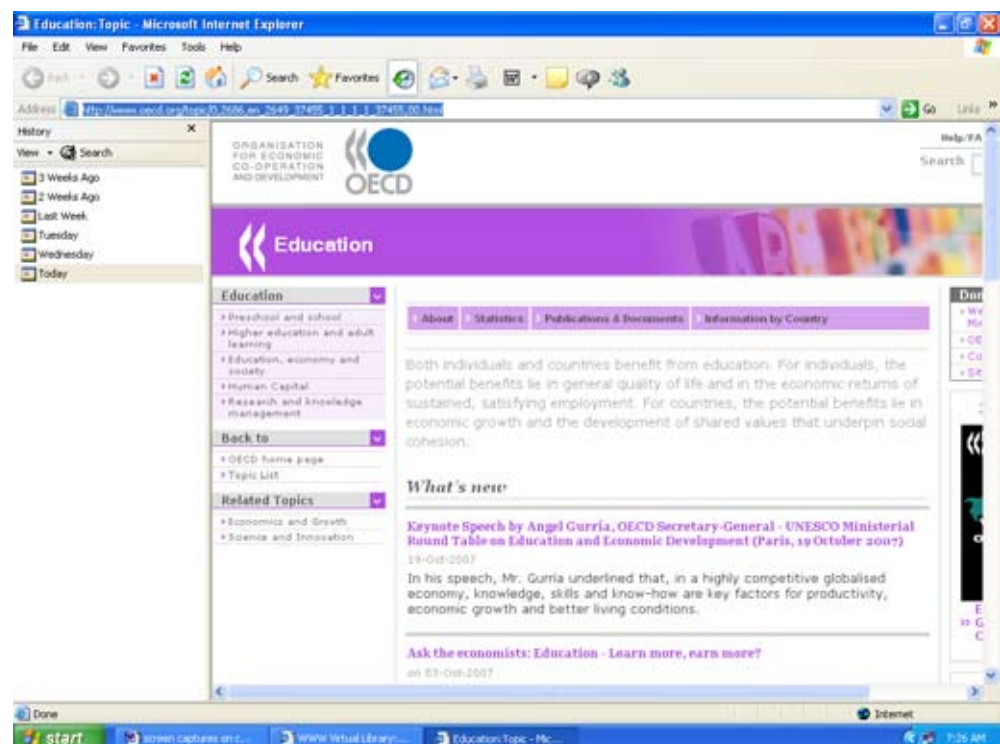 Education:Topic - Microsoft Internet Explorer
File Edit View Favorites Tools Help
Back Search Favorites
Address Go Links
History
View Search
3 Weeks Ago
2 Weeks Ago
Last Week
Tuesday
Wednesday
Today
ORGANISATION
FOR ECONOMIC
CO-OPERATION
AND DEVELOPMENT
OECD
Help/FA
Search
Education
Education
Preschool and school
Higher education and adult
learning
Education, economy and
society
Human Capital
Research and knowledge
management
Back to
OECD home page
Topic List
Related Topics
Economics and Growth
Science and Innovation
About Statistics Publications & Documents Information by Country
Both individuals and countries benefit from education. For individuals, the
potential benefits lie in general quality of life and in the economic returns of
sustained, satisfying employment. For countries, the potential benefits lie in
economic growth and the development of shared values that underpin social
cohesion.
What's new
Keynote Speech by Angel Gurría, OECD Secretary-General - UNESCO Ministerial
Round Table on Education and Economic Development (Paris, 19 October 2007)
19-Oct-2007
In his speech, Mr. Gurría underlined that, in a highly competitive globalised
economy, knowledge, skills and know-how are key factors for productivity,
economic growth and better living conditions.
Ask the economists: Education - Learn more, earn more?
on 03-Oct-2007
Done Internet
start screen captures on c... WWW Virtual Library:... Education:Topic - Mic... 7:26 AM